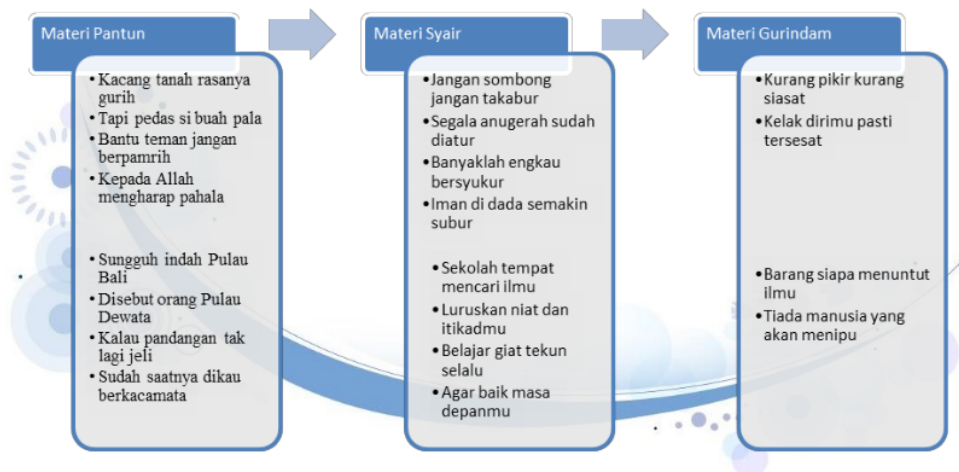 Materi Pantun
• Kacang tanah rasanya
gurih
• Tapi pedas si buah pala
• Bantu teman jangan
berpamrih
• Kepada Allah
mengharap pahala
• Sungguh indah Pulau
Bali
• Disebut orang Pulau
Dewata
• Kalau pandangan tak
lagi jeli
• Sudah saatnya dikau
berkacamata
Materi Syair
•Jangan sombong
jangan takabur
•Segala anugerah sudah
diatur
•Banyaklah engkau
bersyukur
•Iman di dada semakin
subur
•Sekolah tempat
mencari ilmu
•Luruskan niat dan
itikadmu
•Belajar giat tekun
selalu
•Agar baik masa
depanmu
Materi Gurindam
•Kurang pikir kurang
siasat
•Kelak dirimu pasti
tersesat
•Barang siapa menuntut
ilmu
•Tiada manusia yang
akan menipu